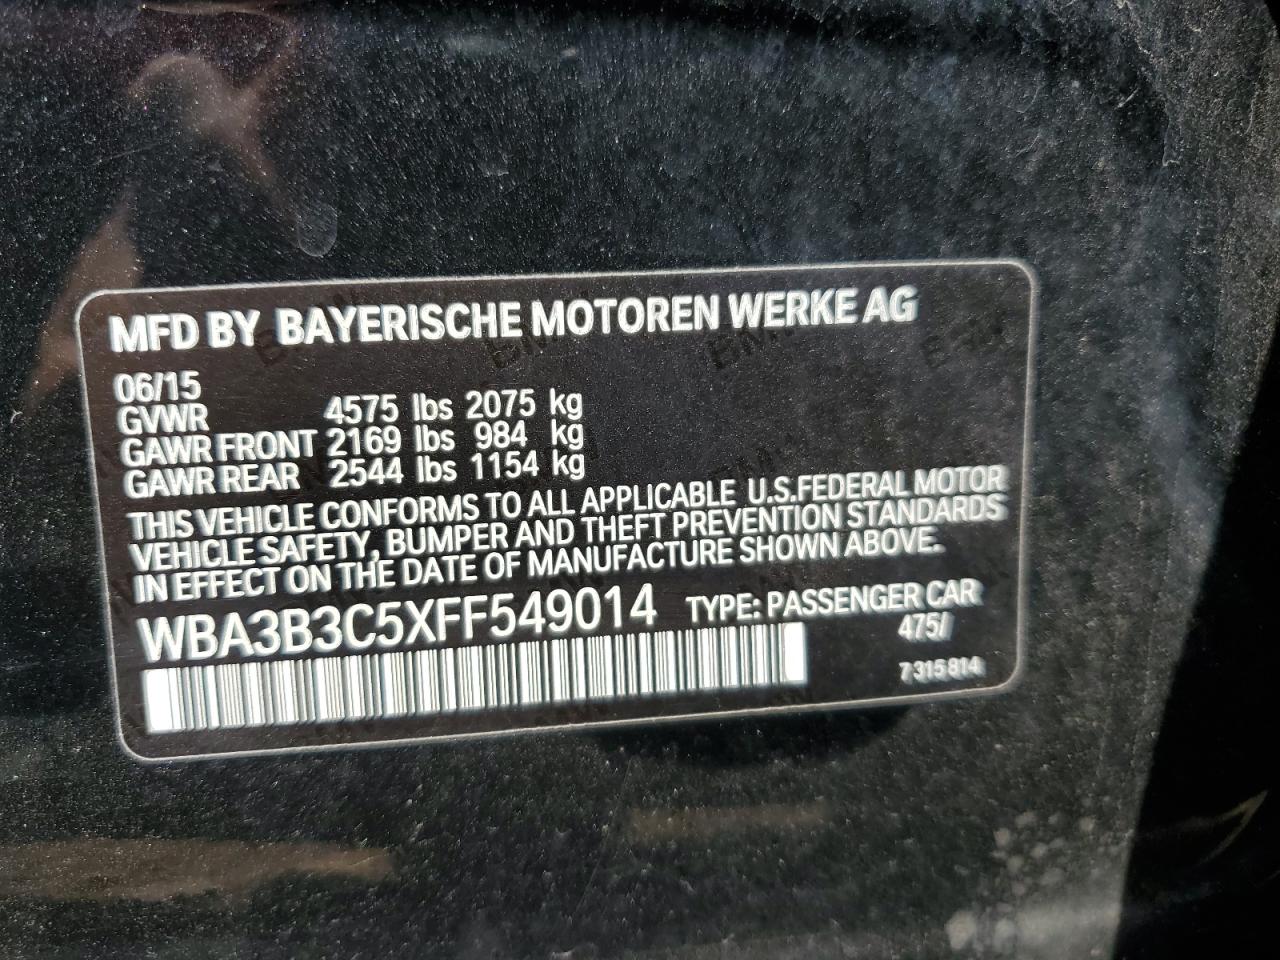 MFD BY BAYERISCHE MOTOREN WERKE AG
06/15
GVWR 4575 lbs 2075 kg
GAWR FRONT 2169 lbs 984 kg
GAWR REAR 2544 lbs 1154 kg
THIS VEHICLE CONFORMS TO ALL APPLICABLE U.S.FEDERAL MOTOR
VEHICLE SAFETY, BUMPER AND THEFT PREVENTION STANDARDS
IN EFFECT ON THE DATE OF MANUFACTURE SHOWN ABOVE.
WBA3B3C5XFF549014 TYPE: PASSENGER CAR
475/
7 315 814